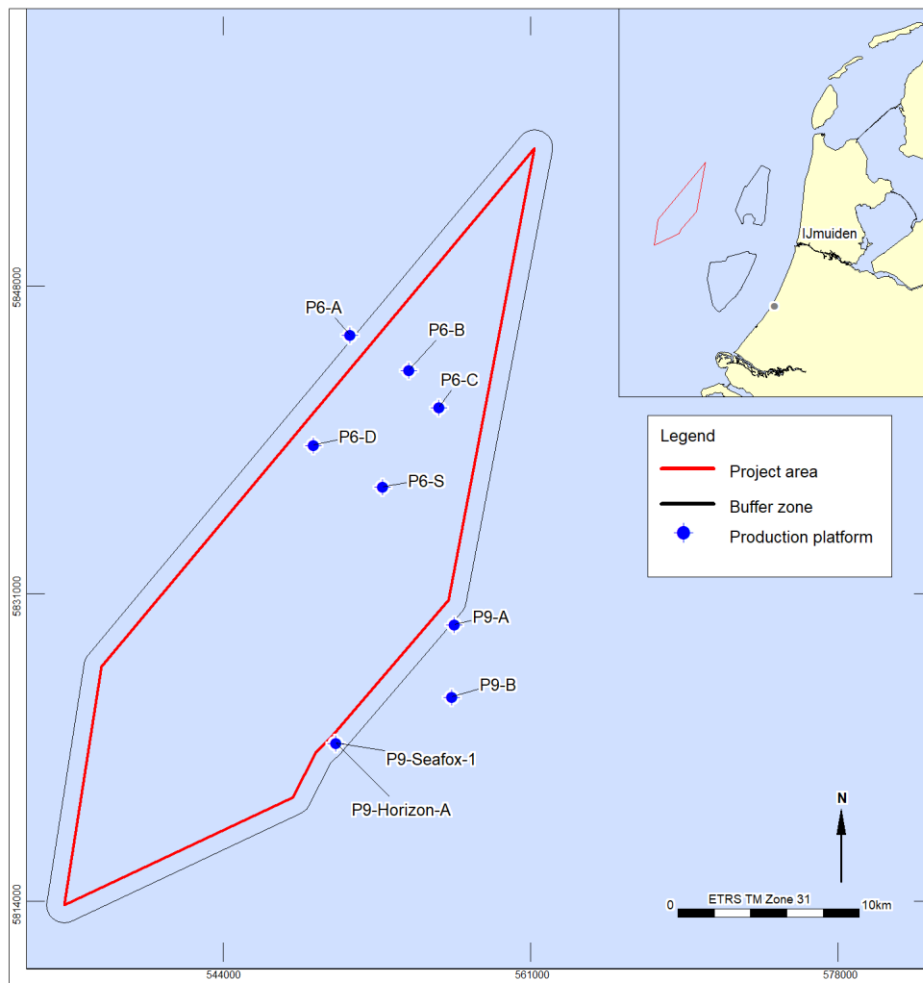 IJmuiden
5848000
P6-A
P6-B
P6-C
P6-D
P6-S
Legend
Project area
Buffer zone
Production platform
5831000
P9-A
P9-B
P9-Seafox-1
P9-Horizon-A
N
5814000
ETRS TM Zone 31
0 10km
544000 561000 578000